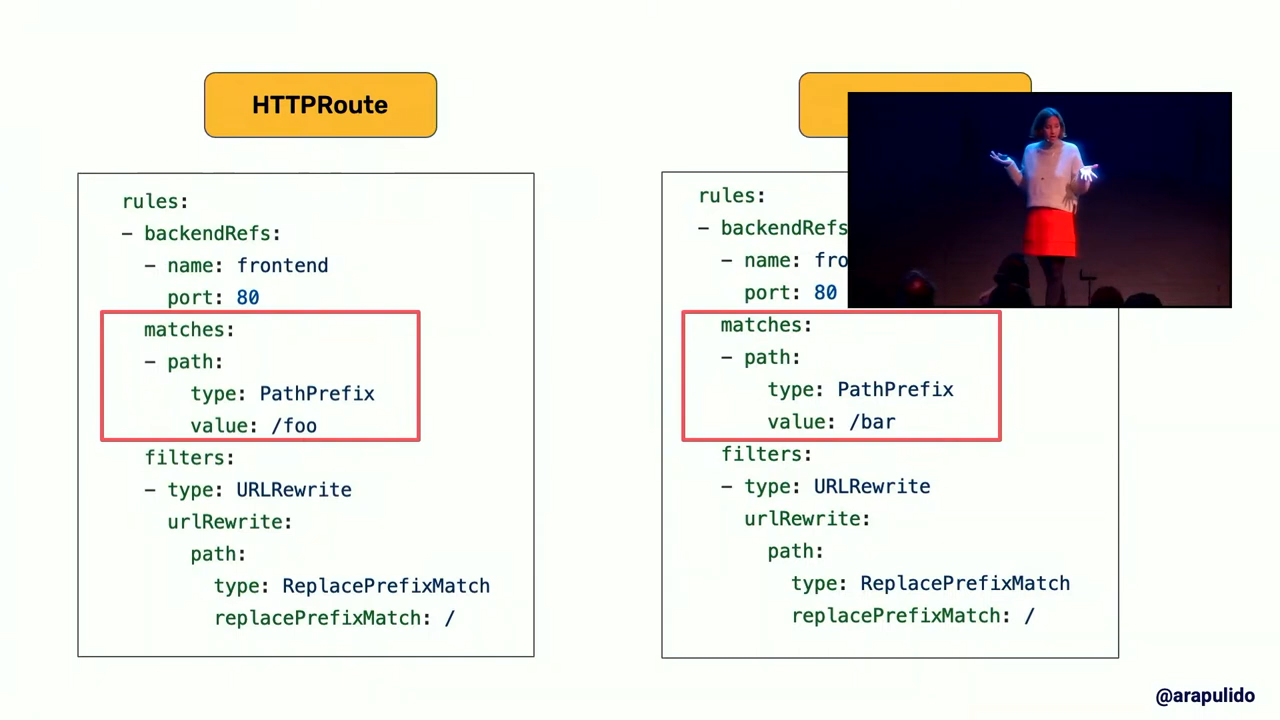 HTTPRoute
rules:
- backendRefs:
- name: frontend
port: 80
matches:
- path:
type: PathPrefix
value: /foo
filters:
- type: URLRewrite
urlRewrite:
path:
type: ReplacePrefixMatch
replacePrefixMatch: /
rules:
- backendRefs
- name: fro
port: 80
matches:
- path:
type: PathPrefix
value: /bar
filters:
- type: URLRewrite
urlRewrite:
path:
type: ReplacePrefixMatch
replacePrefixMatch: /
@arapulido